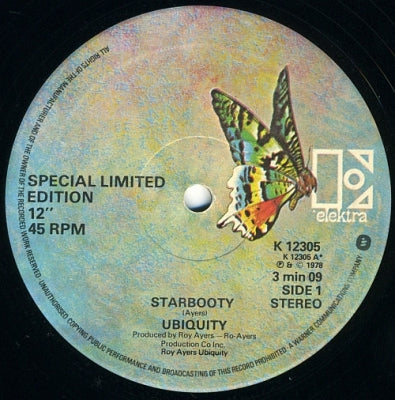 ALL RIGHTS OF THE MANUFACTURER AND OF THE OWNER OF THE RECORDED WORK RESERVED. UNAUTHORISED COPYING PUBLIC PERFORMANCE AND BROADCASTING OF THIS RECORD PROHIBITED. A WARNER COMMUNICATIONS COMPANY
SPECIAL LIMITED
EDITION
12"
45 RPM
elektra
K 12305
K 12305 A*
℗ & © 1978
3 min 09
SIDE 1
STEREO
STARBOOTY
(Ayers)
UBIQUITY
Produced by Roy Ayers — Ro-Ayers
Production Co Inc.
Roy Ayers Ubiquity